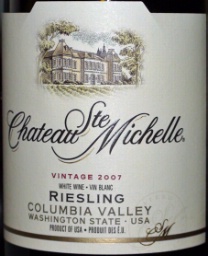 Chateau Ste Michelle
VINTAGE 2007
WHITE WINE • VIN BLANC
RIESLING
COLUMBIA VALLEY
WASHINGTON STATE - USA
PRODUCT OF USA • PRODUIT DES É.U.
SM